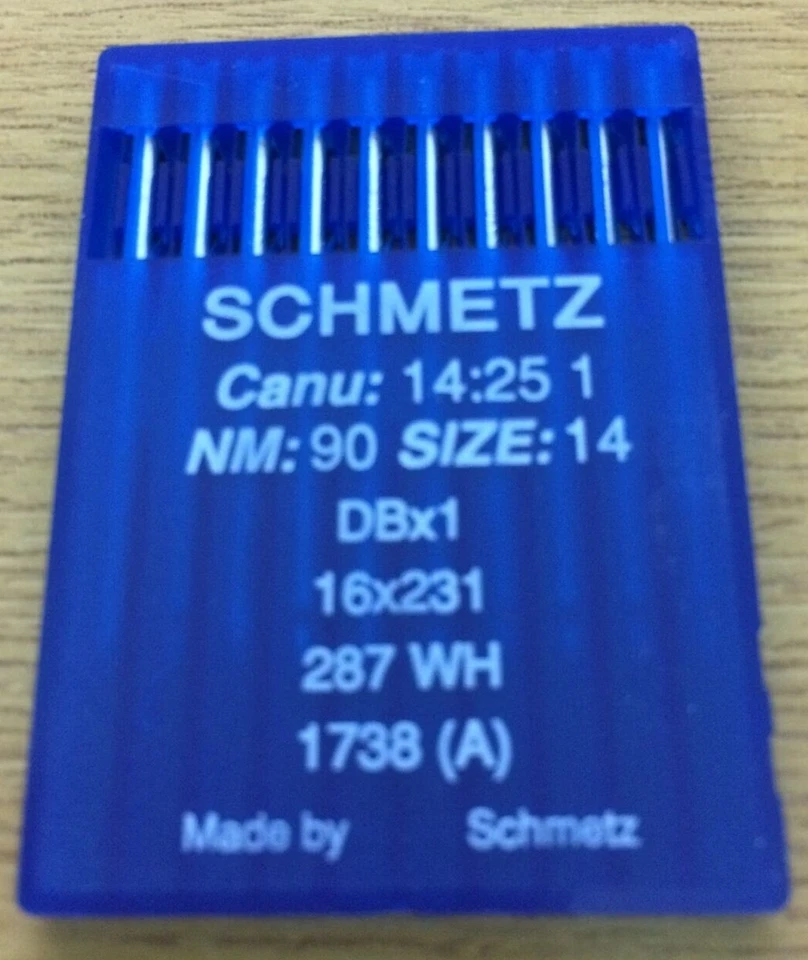 SCHMETZ
Canu: 14:25 1
NM: 90 SIZE: 14
DBx1
16x231
287 WH
1738 (A)
Made by Schmetz